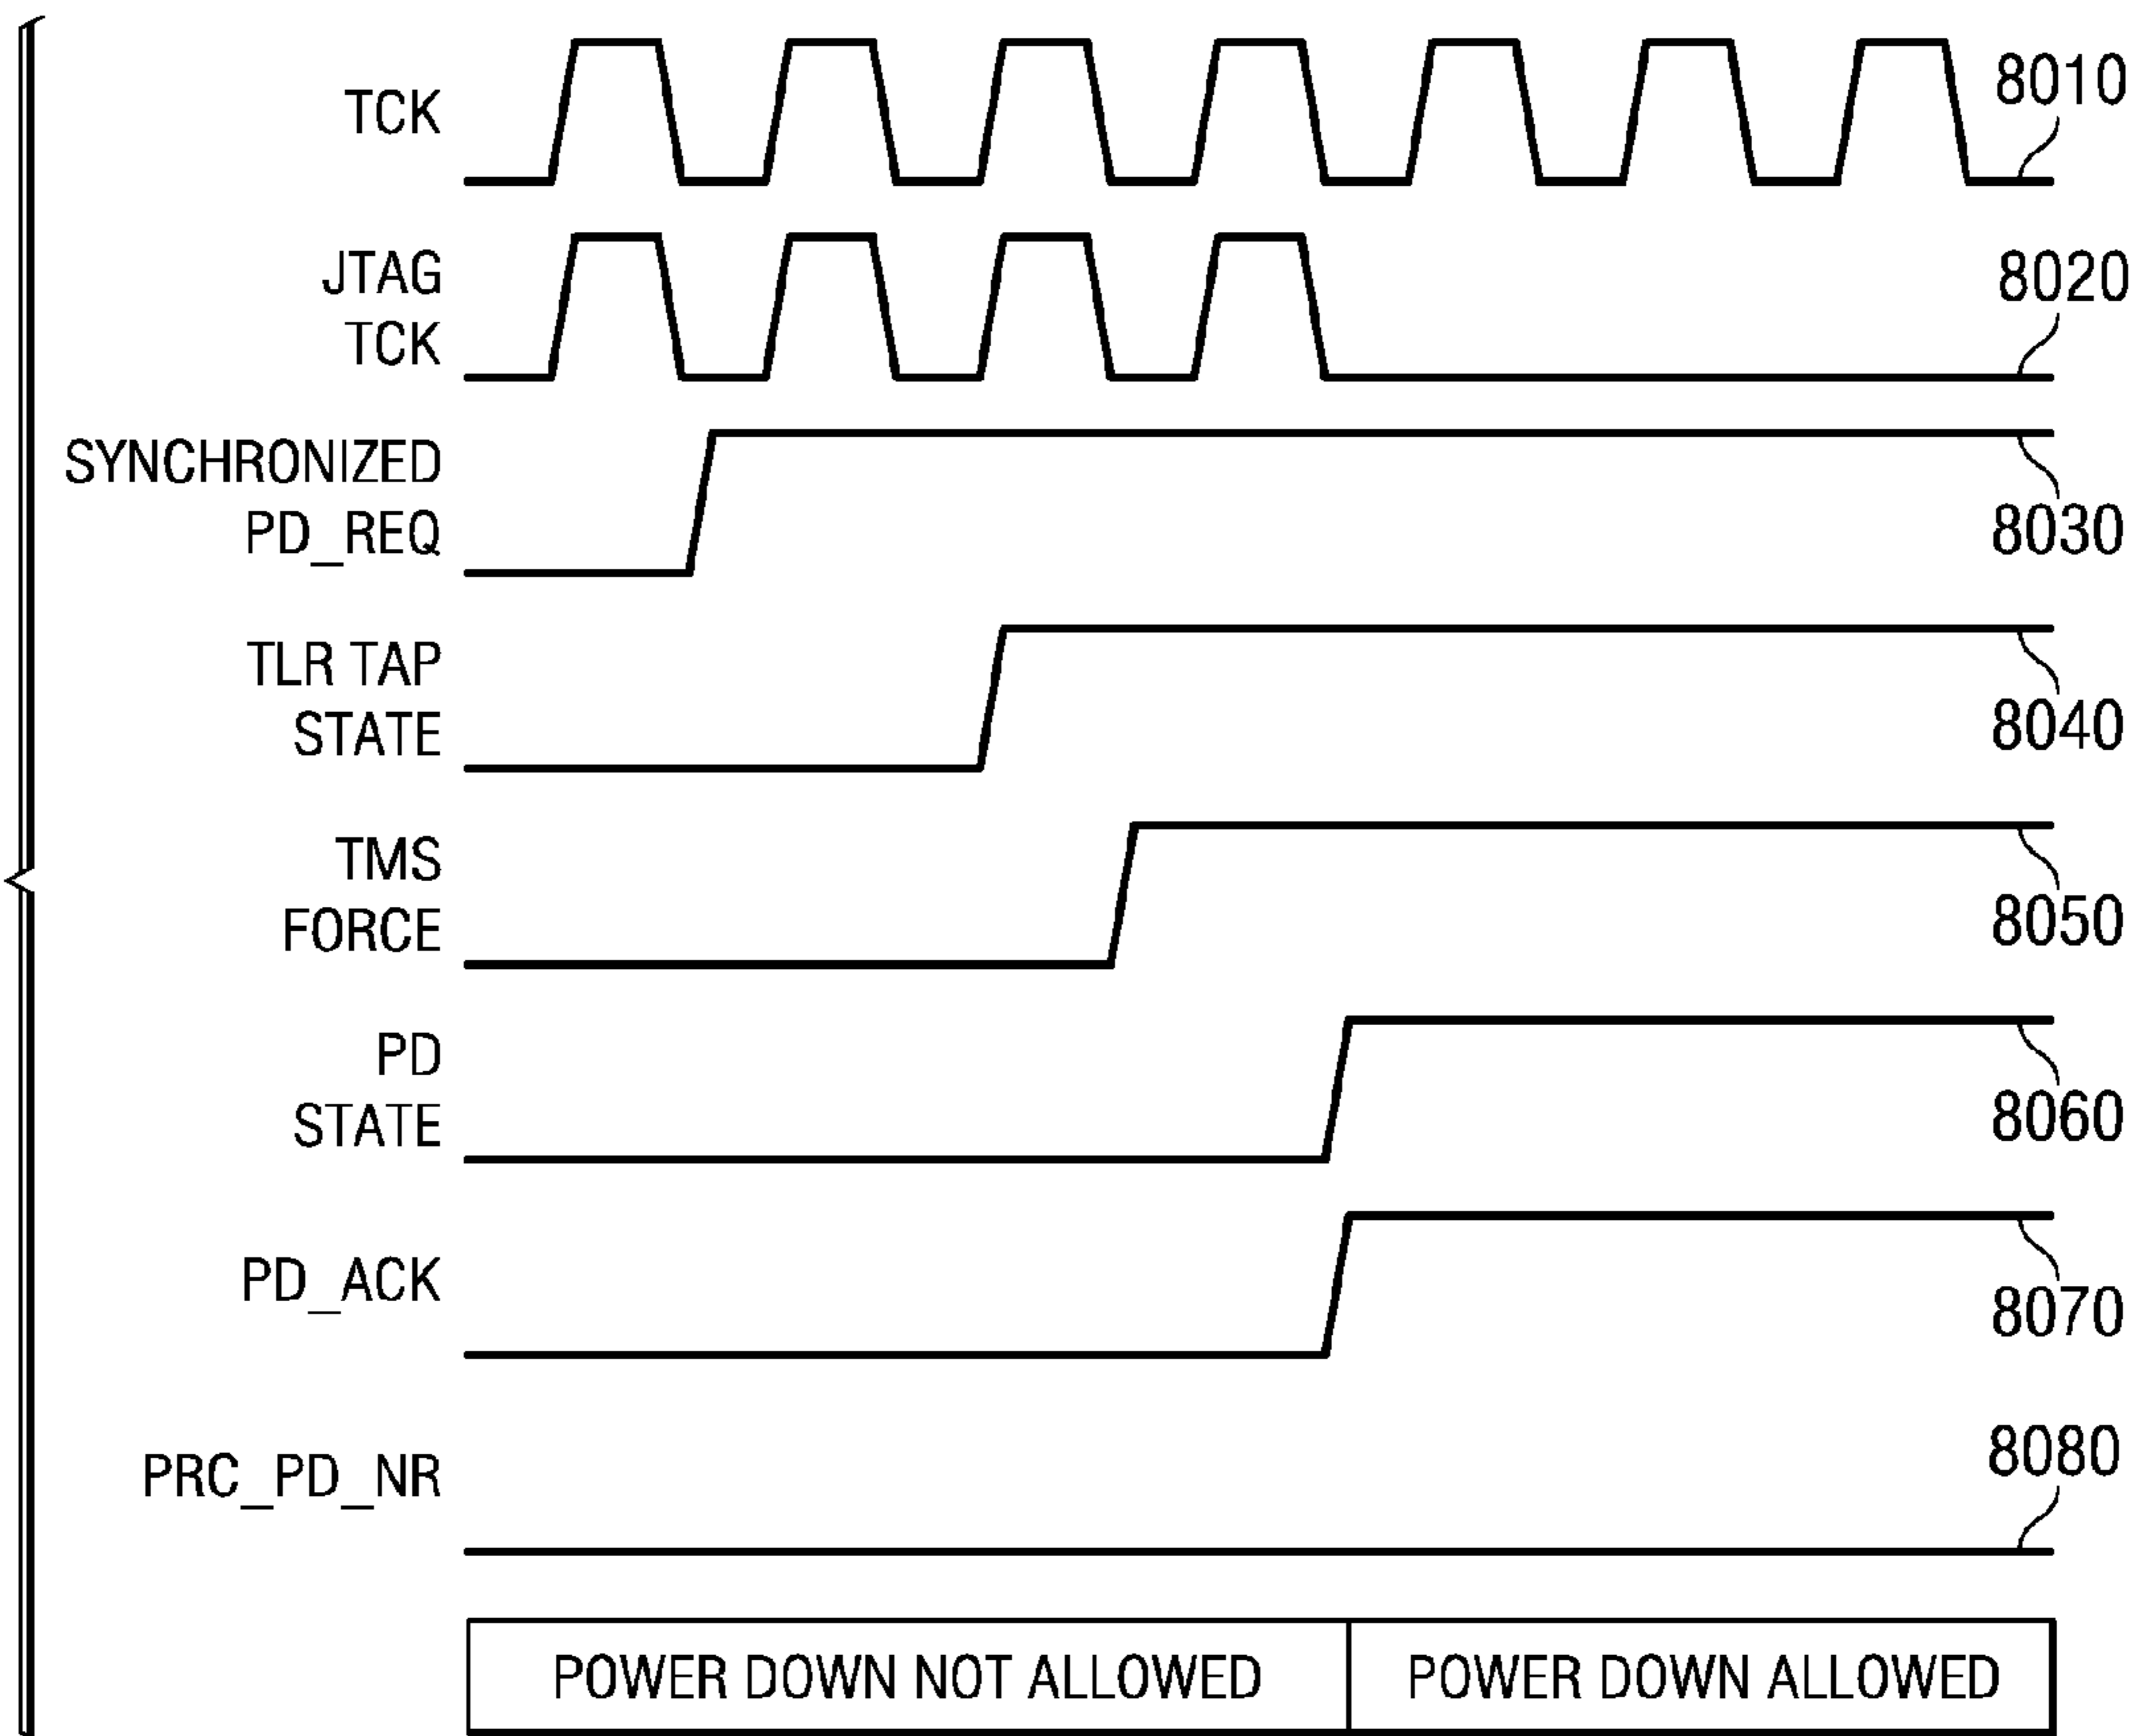 TCK
8010
JTAG
TCK
8020
SYNCHRONIZED
PD_REQ
8030
TLR TAP
STATE
8040
TMS
FORCE
8050
PD
STATE
8060
PD_ACK
8070
PRC_PD_NR
8080
POWER DOWN NOT ALLOWED
POWER DOWN ALLOWED